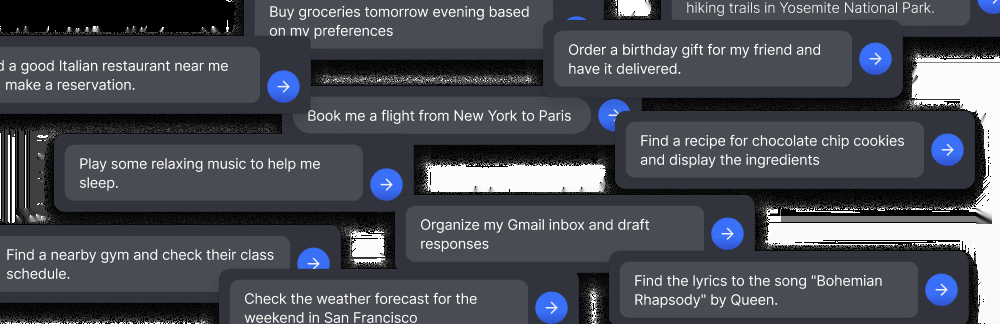 Buy groceries tomorrow evening based
on my preferences
hiking trails in Yosemite National Park.
a good Italian restaurant near me
make a reservation.
Order a birthday gift for my friend and
have it delivered.
Book me a flight from New York to Paris
Find a recipe for chocolate chip cookies
and display the ingredients
Play some relaxing music to help me
sleep.
Organize my Gmail inbox and draft
responses
Find a nearby gym and check their class
schedule.
Check the weather forecast for the
weekend in San Francisco
Find the lyrics to the song "Bohemian
Rhapsody" by Queen.